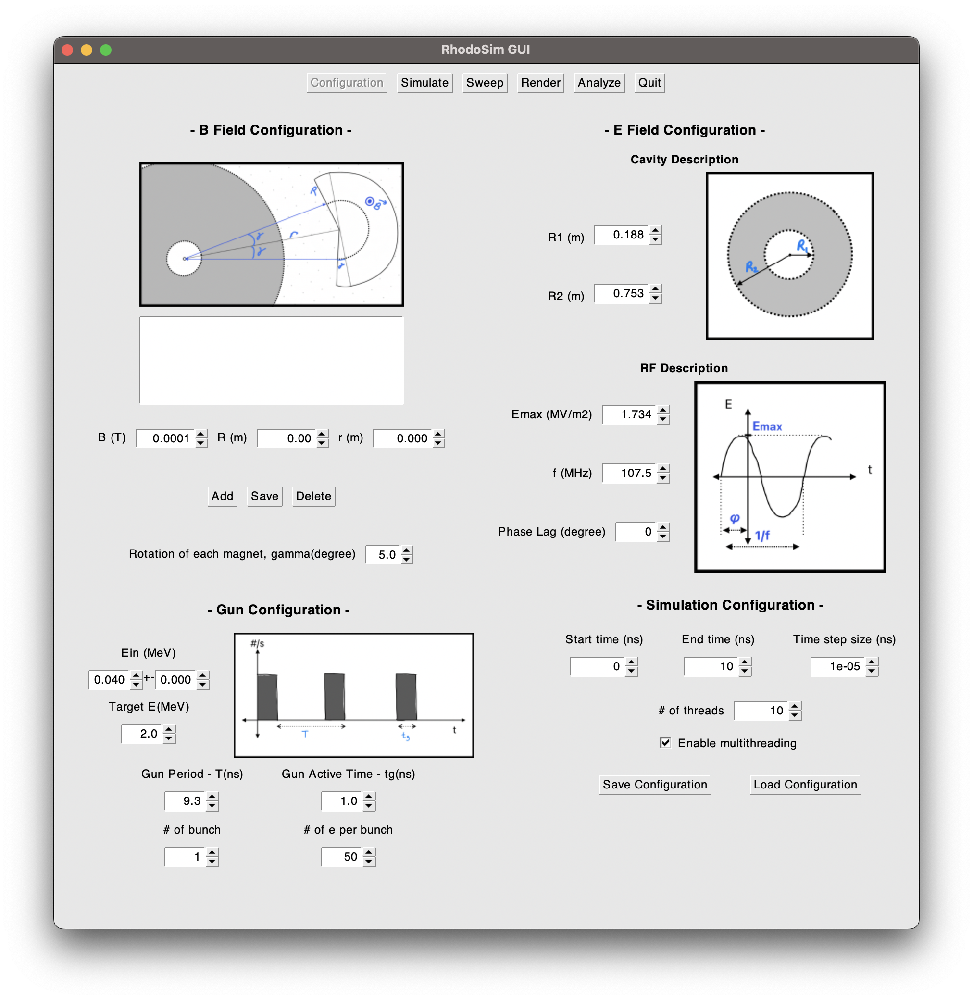 RhodoSim GUI
Configuration Simulate Sweep Render Analyze Quit
- B Field Configuration -
R
B
γ
r
γ
γ
B (T) 0.0001 R (m) 0.00 r (m) 0.000
Add Save Delete
Rotation of each magnet, gamma(degree) 5.0
- E Field Configuration -
Cavity Description
R1 (m) 0.188
R2 (m) 0.753
R1
R2
RF Description
Emax (MV/m2) 1.734
f (MHz) 107.5
Phase Lag (degree) 0
E
Emax
t
φ
1/f
- Gun Configuration -
Ein (MeV)
0.040 +- 0.000
Target E(MeV)
2.0
#/s
T
tg
t
Gun Period - T(ns) Gun Active Time - tg(ns)
9.3 1.0
# of bunch # of e per bunch
1 50
- Simulation Configuration -
Start time (ns) End time (ns) Time step size (ns)
0 10 1e-05
# of threads 10
Enable multithreading
Save Configuration Load Configuration